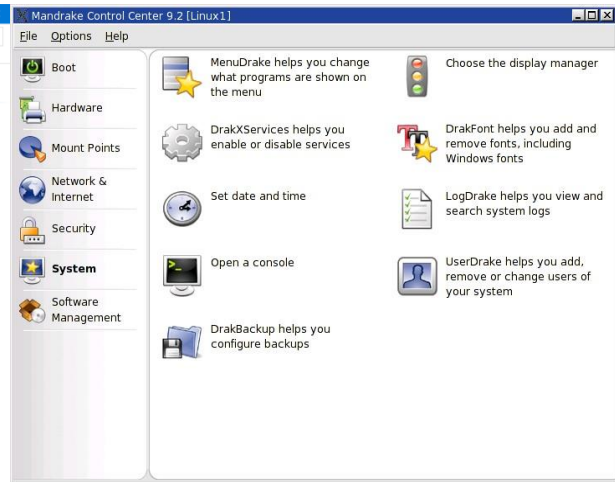 Mandrake Control Center 9.2 [Linux1]
File Options Help
Boot
Hardware
Mount Points
Network &
Internet
Security
System
Software
Management
MenuDrake helps you change
what programs are shown on
the menu
Choose the display manager
DrakXServices helps you
enable or disable services
DrakFont helps you add and
remove fonts, including
Windows fonts
Set date and time
LogDrake helps you view and
search system logs
Open a console
UserDrake helps you add,
remove or change users of
your system
DrakBackup helps you
configure backups